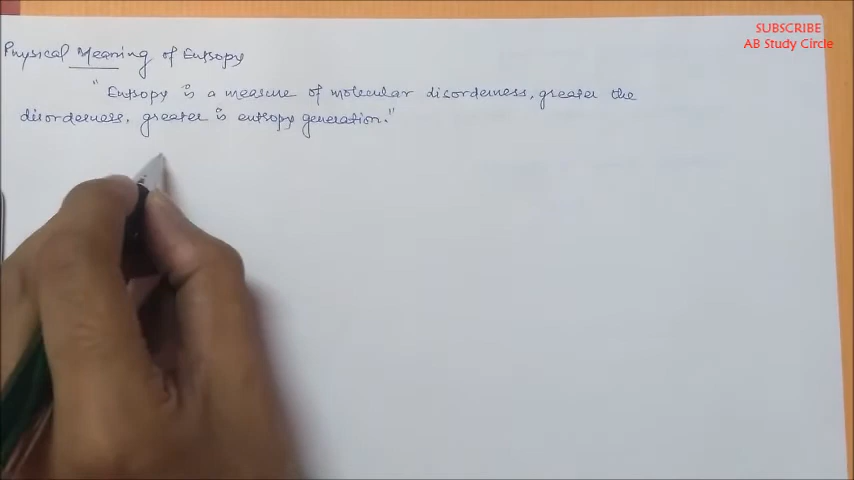 SUBSCRIBE
AB Study Circle
Physical Meaning of Entropy
"Entropy is a measure of molecular disorderness, greater the
disorderness, greater is entropy generation."